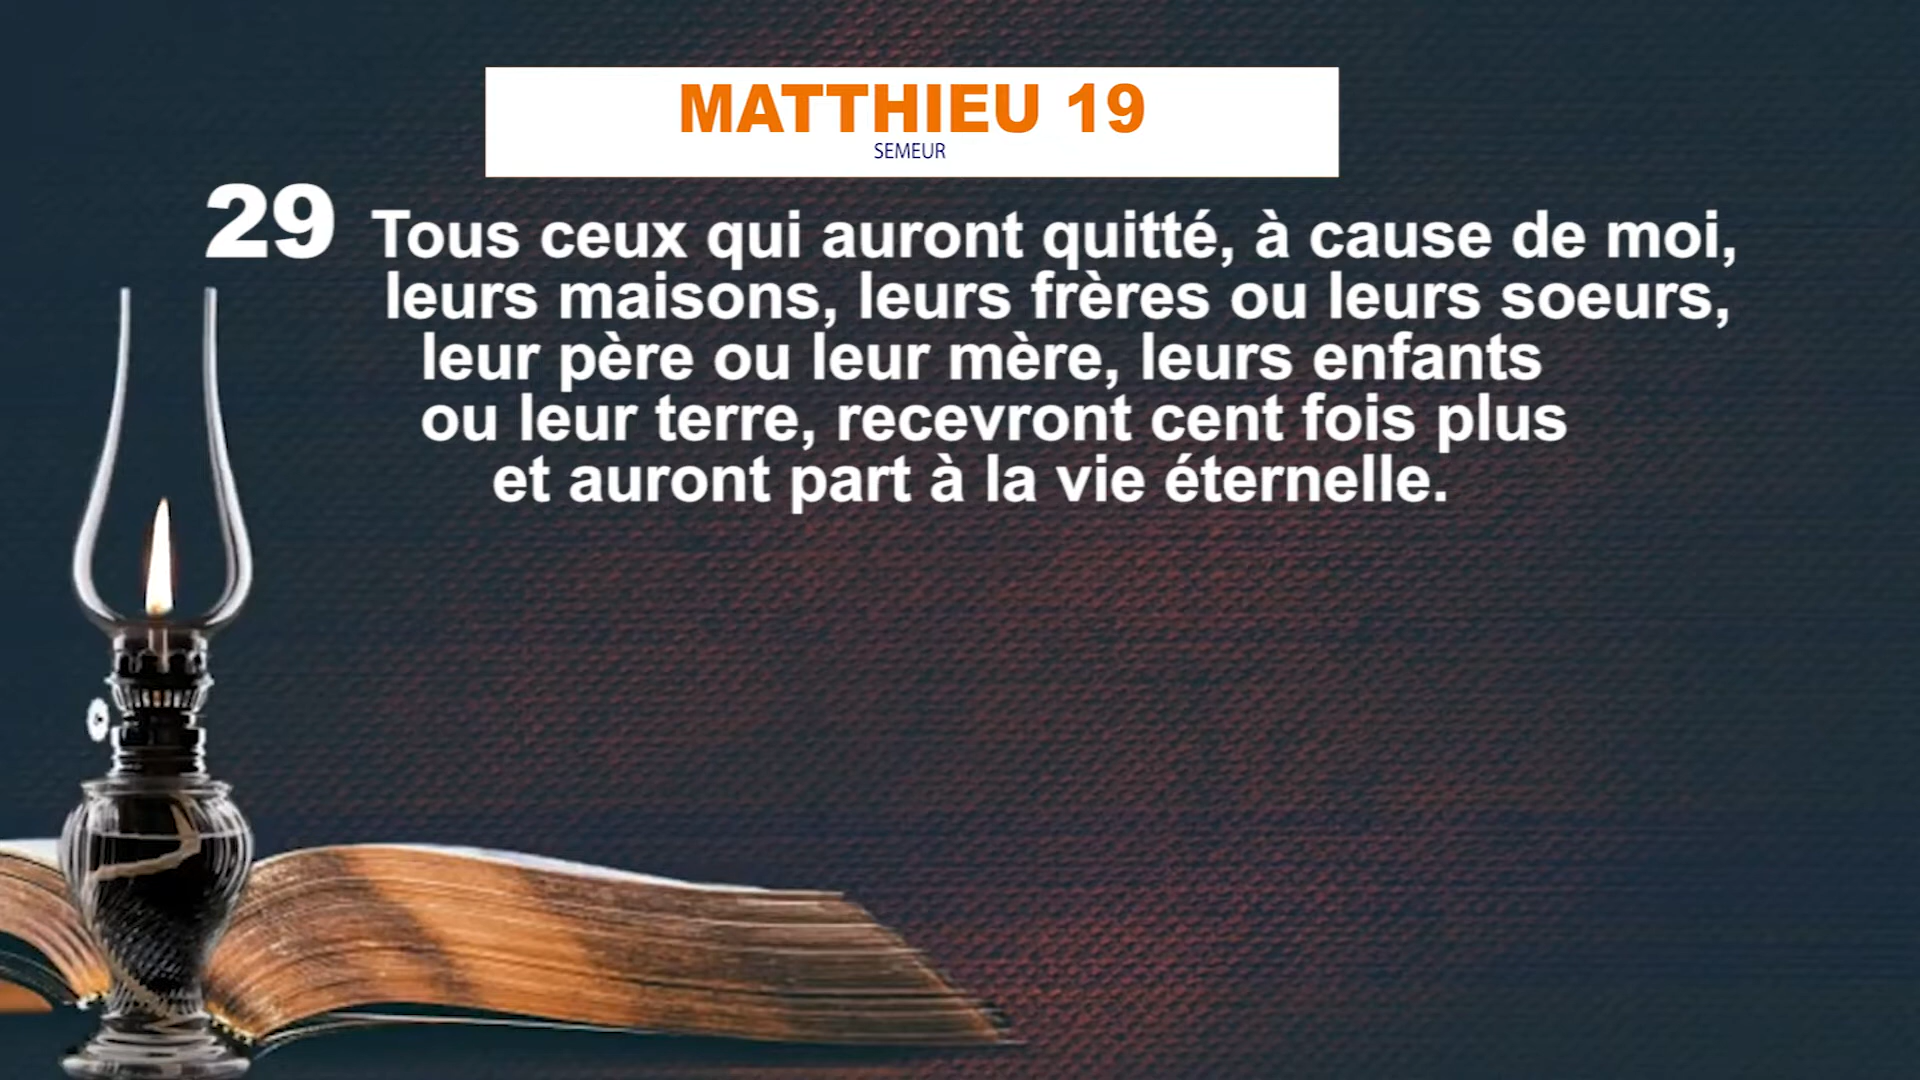 MATTHIEU 19
SEMEUR
29 Tous ceux qui auront quitté, à cause de moi,
leurs maisons, leurs frères ou leurs soeurs,
leur père ou leur mère, leurs enfants
ou leur terre, recevront cent fois plus
et auront part à la vie éternelle.